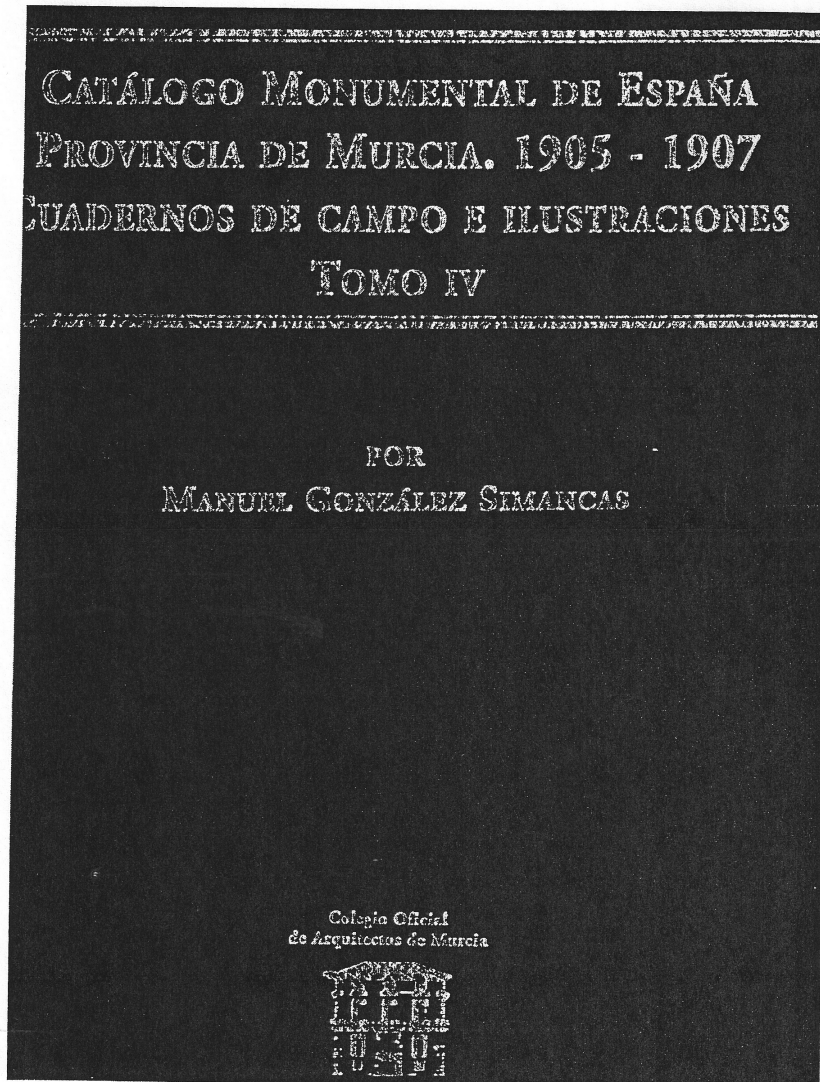 CATÁLOGO MONUMENTAL DE ESPAÑA
PROVINCIA DE MURCIA. 1905 - 1907
CUADERNOS DE CAMPO E ILUSTRACIONES
TOMO IV
POR
MANUEL GONZÁLEZ SIMANCAS
Colegio Oficial
de Arquitectos de Murcia